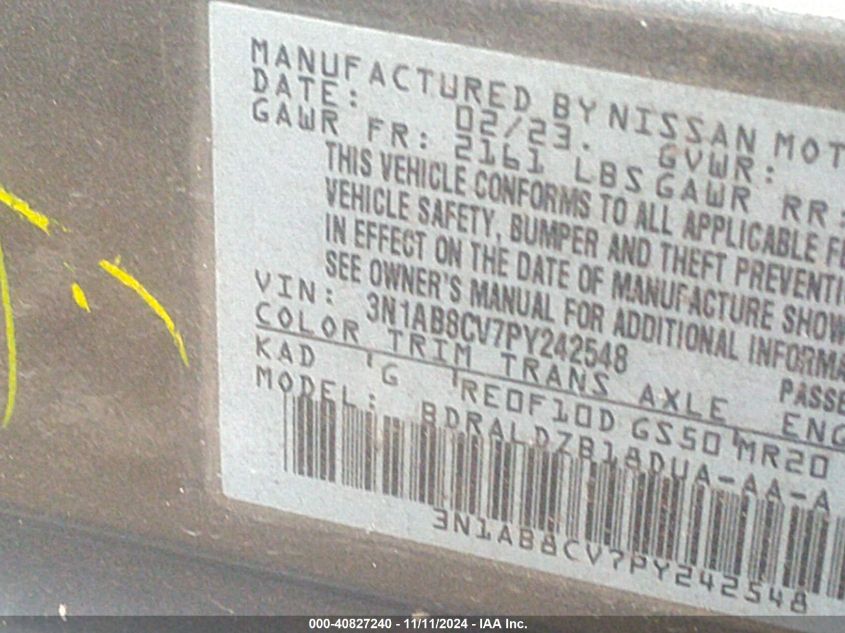 MANUFACTURED BY NISSAN MOT
DATE: 02/23. GVWR:
GAWR FR: 2161 LBS GAWR RR:
THIS VEHICLE CONFORMS TO ALL APPLICABLE FE
VEHICLE SAFETY, BUMPER AND THEFT PREVENTI
IN EFFECT ON THE DATE OF MANUFACTURE SHOW
SEE OWNER'S MANUAL FOR ADDITIONAL INFORMA
VIN: 3N1AB8CV7PY242548 PASSE
COLOR TRIM TRANS AXLE ENG
KAD 'G 'RE0F10D GS50'MR20
MODEL: BDRALDZB18DUA-AA-A
3N1AB8CV7PY242548
000-40827240 - 11/11/2024 - IAA Inc.